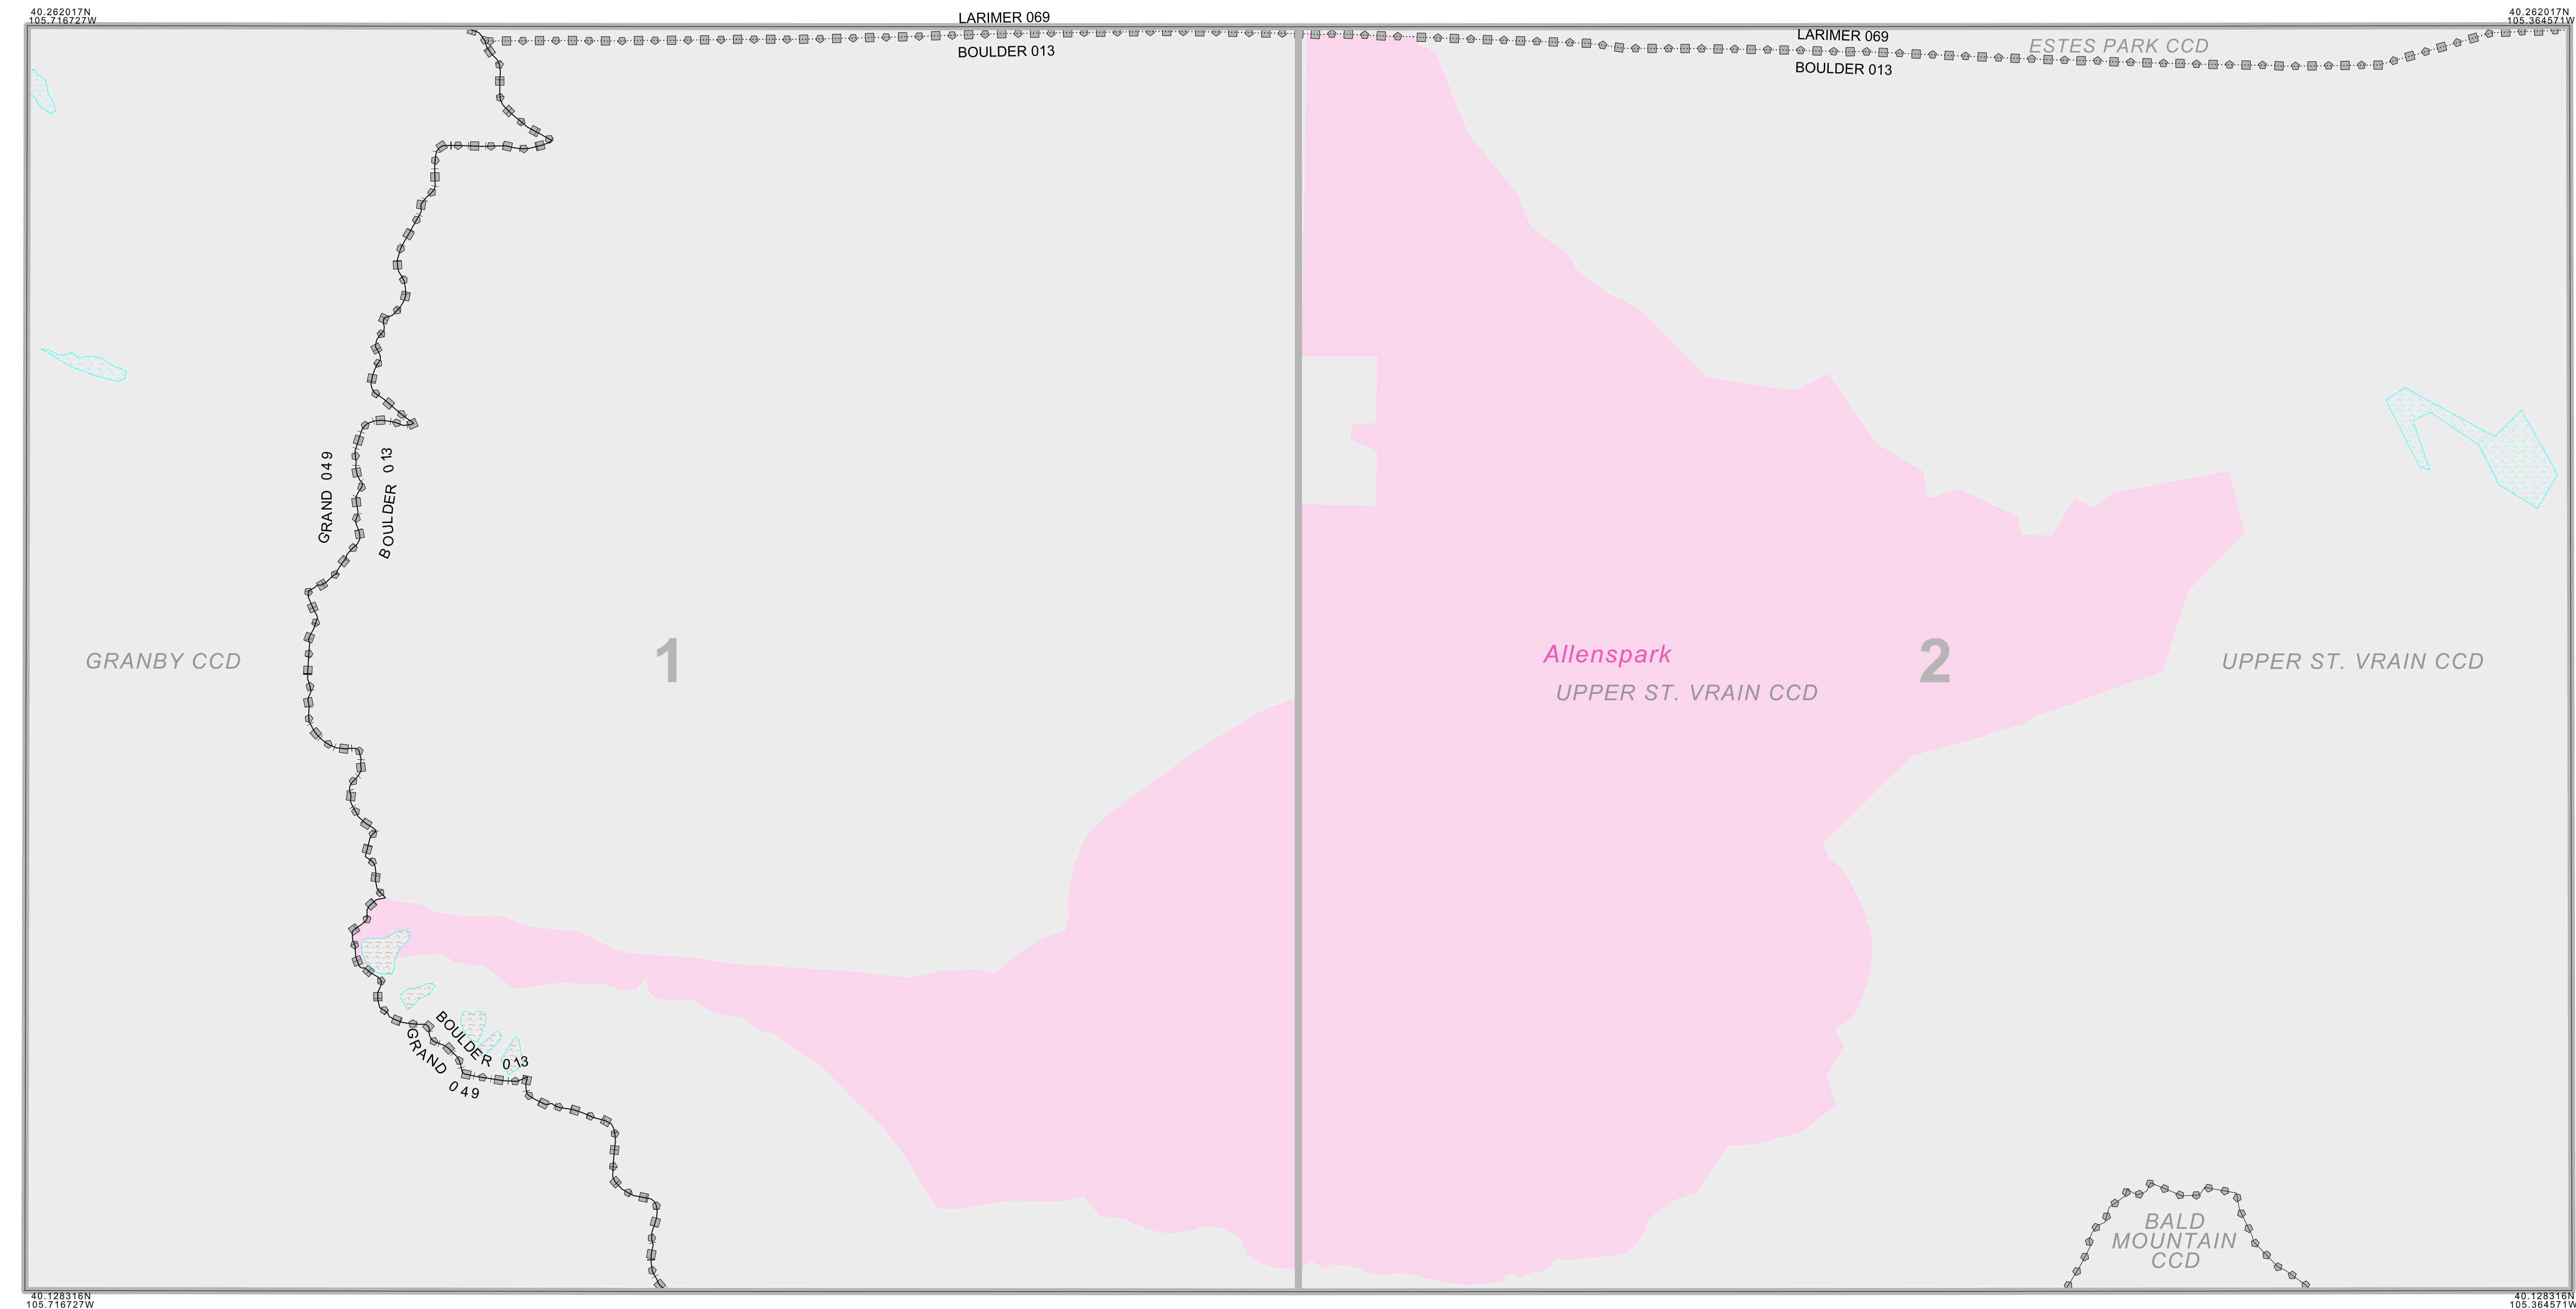 40.262017N
105.716727W
LARIMER 069
BOULDER 013
40.262017N
105.364571W
LARIMER 069
BOULDER 013
ESTES PARK CCD
GRAND 049
BOULDER 013
GRANBY CCD
1
Allenspark
UPPER ST. VRAIN CCD
2
UPPER ST. VRAIN CCD
BOULDER 013
GRAND 049
BALD
MOUNTAIN
CCD
40.128316N
105.716727W
40.128316N
105.364571W